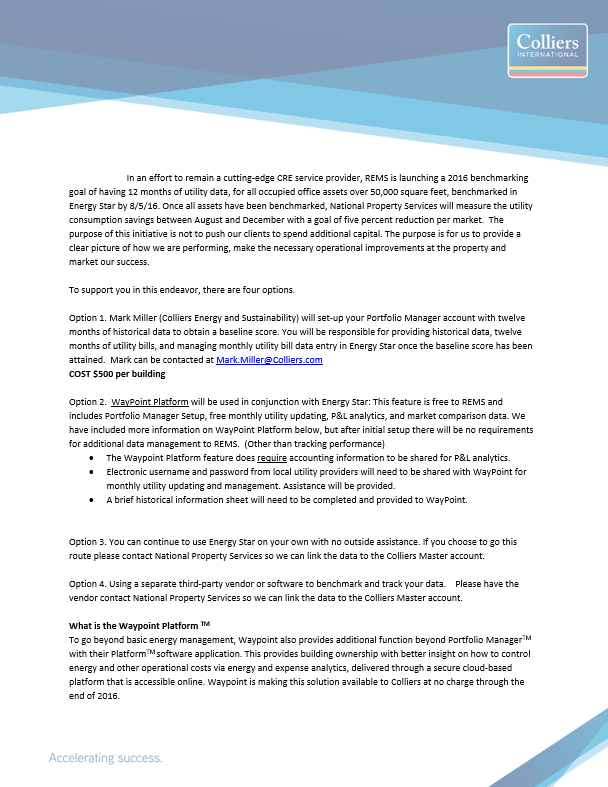 Colliers
INTERNATIONAL
In an effort to remain a cutting-edge CRE service provider, REMS is launching a 2016 benchmarking
goal of having 12 months of utility data, for all occupied office assets over 50,000 square feet, benchmarked in
Energy Star by 8/5/16. Once all assets have been benchmarked, National Property Services will measure the utility
consumption savings between August and December with a goal of five percent reduction per market. The
purpose of this initiative is not to push our clients to spend additional capital. The purpose is for us to provide a
clear picture of how we are performing, make the necessary operational improvements at the property and
market our success.
To support you in this endeavor, there are four options.
Option 1. Mark Miller (Colliers Energy and Sustainability) will set-up your Portfolio Manager account with twelve
months of historical data to obtain a baseline score. You will be responsible for providing historical data, twelve
months of utility bills, and managing monthly utility bill data entry in Energy Star once the baseline score has been
attained. Mark can be contacted at Mark.Miller@Colliers.com
COST $500 per building
Option 2. WayPoint Platform will be used in conjunction with Energy Star: This feature is free to REMS and
includes Portfolio Manager Setup, free monthly utility updating, P&L analytics, and market comparison data. We
have included more information on WayPoint Platform below, but after initial setup there will be no requirements
for additional data management to REMS. (Other than tracking performance)
• The Waypoint Platform feature does require accounting information to be shared for P&L analytics.
• Electronic username and password from local utility providers will need to be shared with WayPoint for
monthly utility updating and management. Assistance will be provided.
• A brief historical information sheet will need to be completed and provided to WayPoint.
Option 3. You can continue to use Energy Star on your own with no outside assistance. If you choose to go this
route please contact National Property Services so we can link the data to the Colliers Master account.
Option 4. Using a separate third-party vendor or software to benchmark and track your data. Please have the
vendor contact National Property Services so we can link the data to the Colliers Master account.
What is the Waypoint Platform ™
To go beyond basic energy management, Waypoint also provides additional function beyond Portfolio Manager™
with their Platform™ software application. This provides building ownership with better insight on how to control
energy and other operational costs via energy and expense analytics, delivered through a secure cloud-based
platform that is accessible online. Waypoint is making this solution available to Colliers at no charge through the
end of 2016.
Accelerating success.